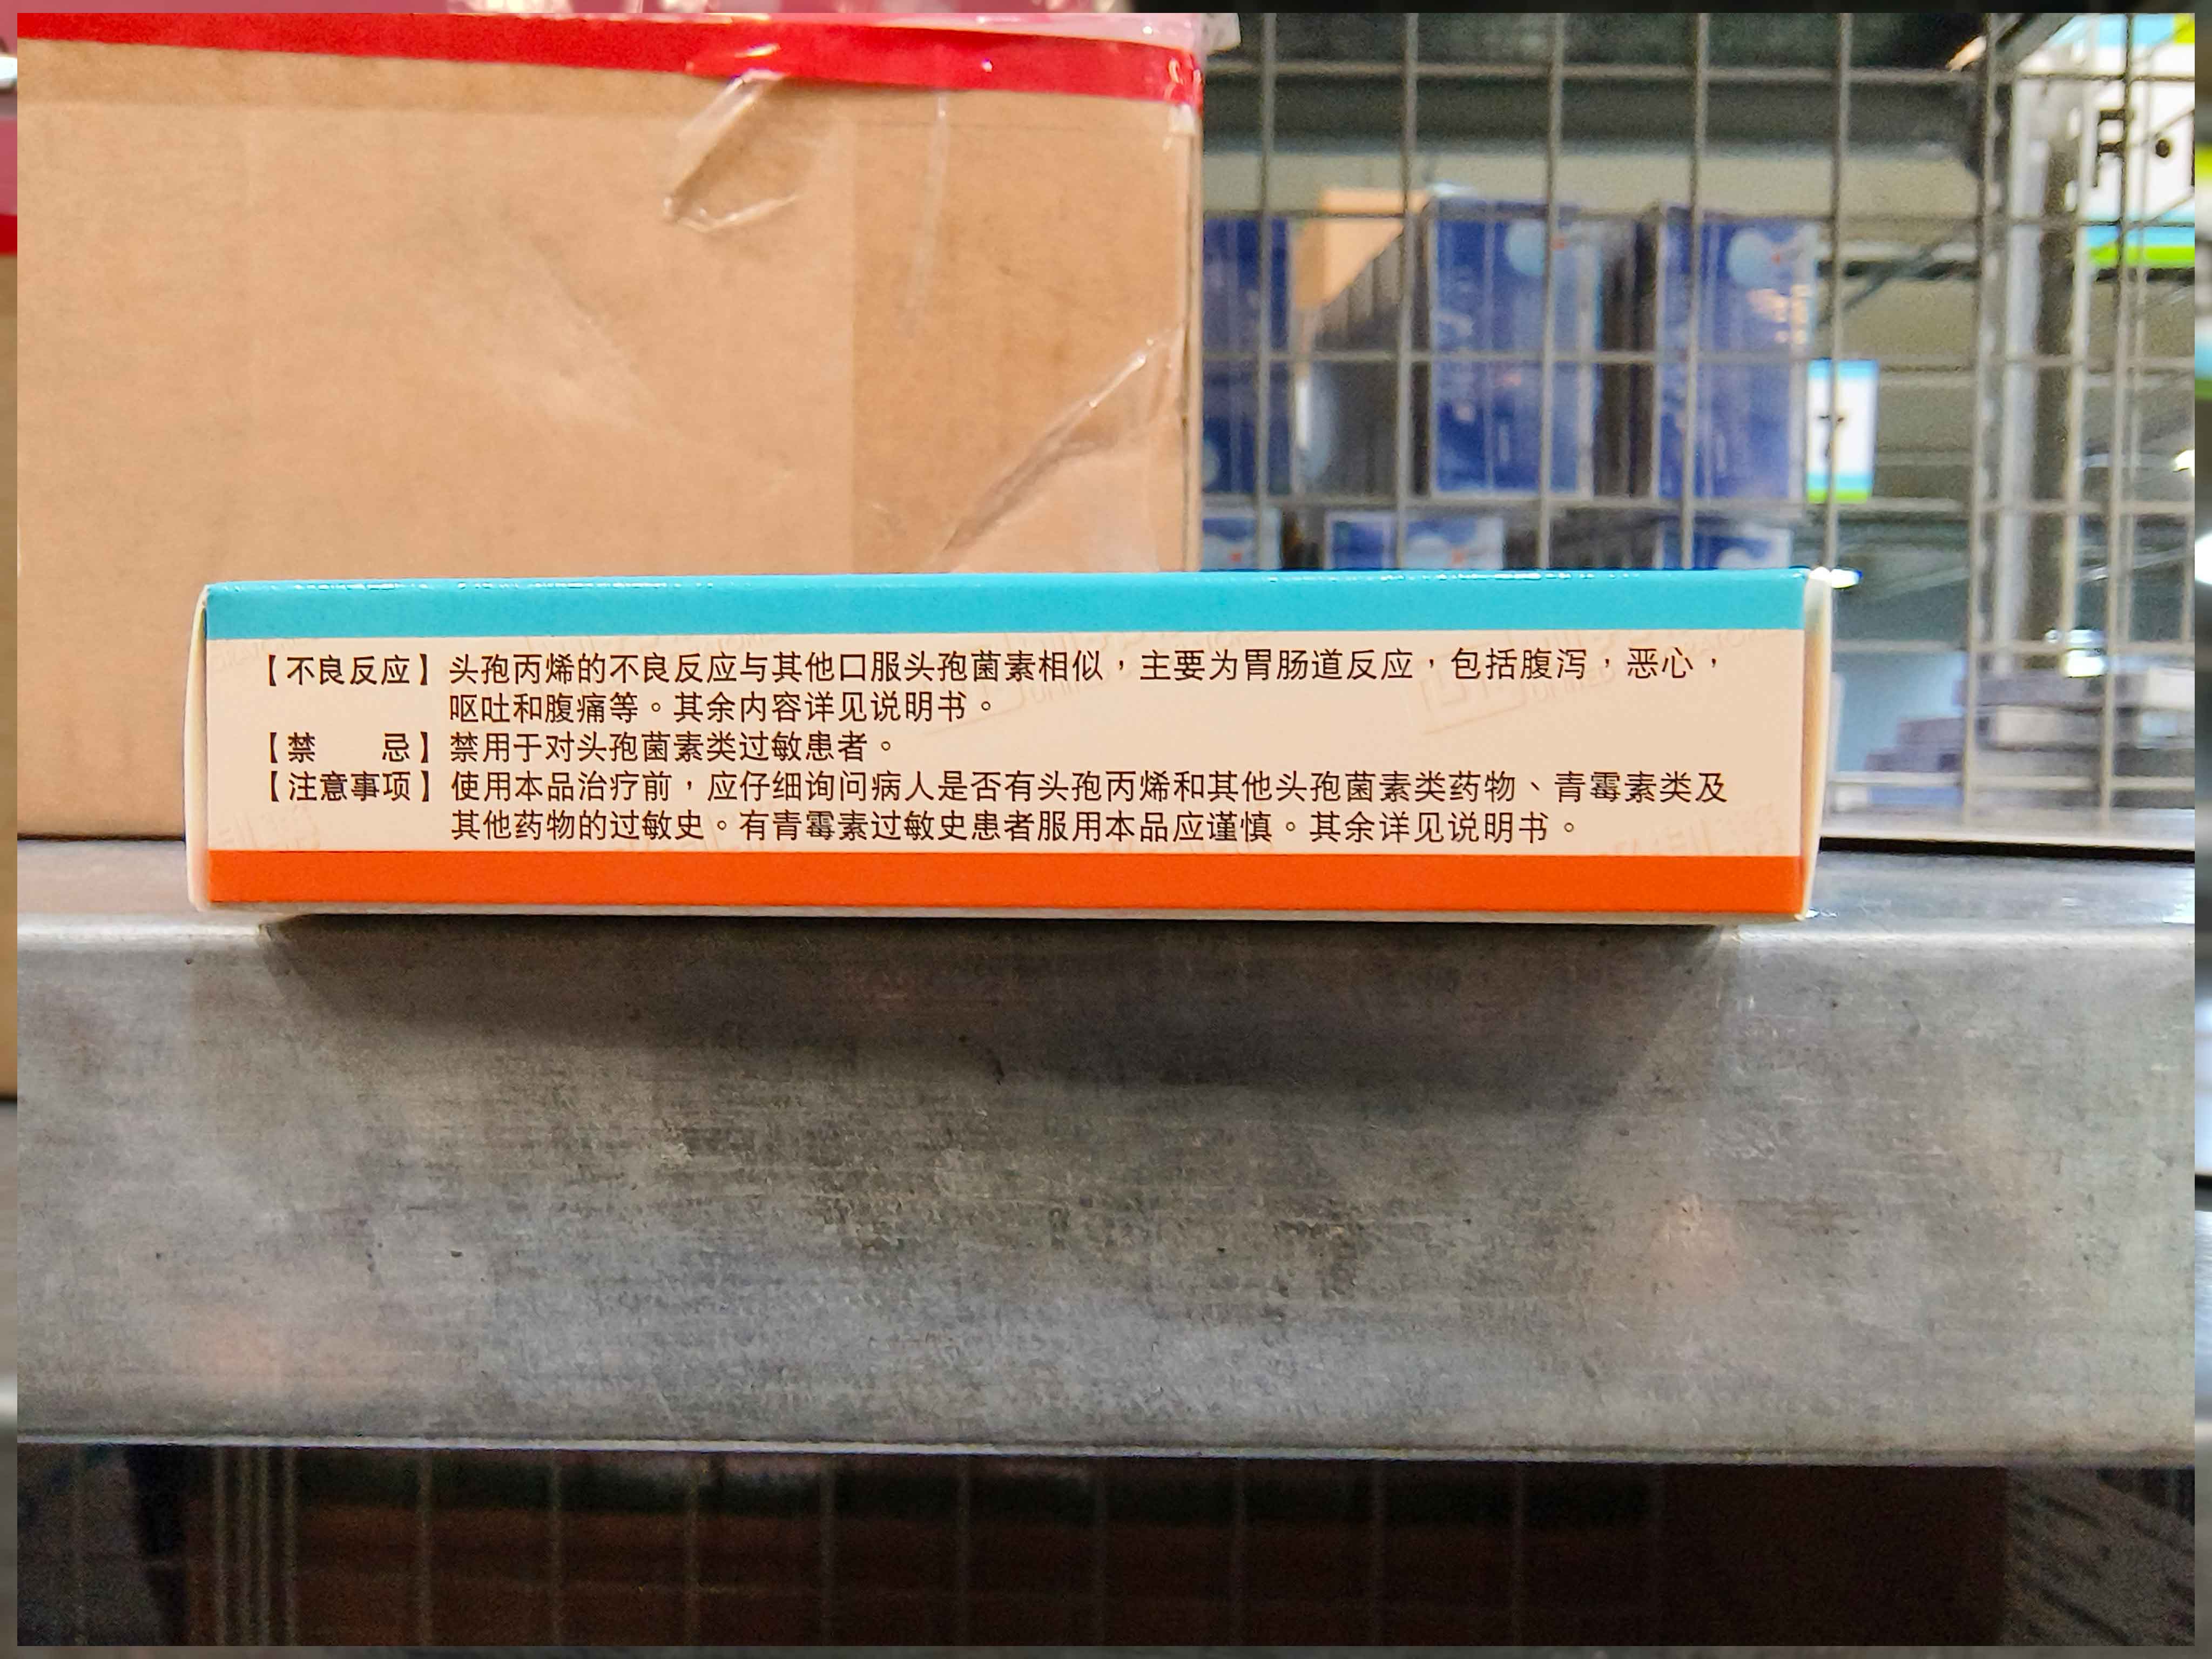 【不良反应】头孢丙烯的不良反应与其他口服头孢菌素相似，主要为胃肠道反应，包括腹泻，恶心，
呕吐和腹痛等。其余内容详见说明书。
【禁　　忌】禁用于对头孢菌素类过敏患者。
【注意事项】使用本品治疗前，应仔细询问病人是否有头孢丙烯和其他头孢菌素类药物、青霉素类及
其他药物的过敏史。有青霉素过敏史患者服用本品应谨慎。其余详见说明书。